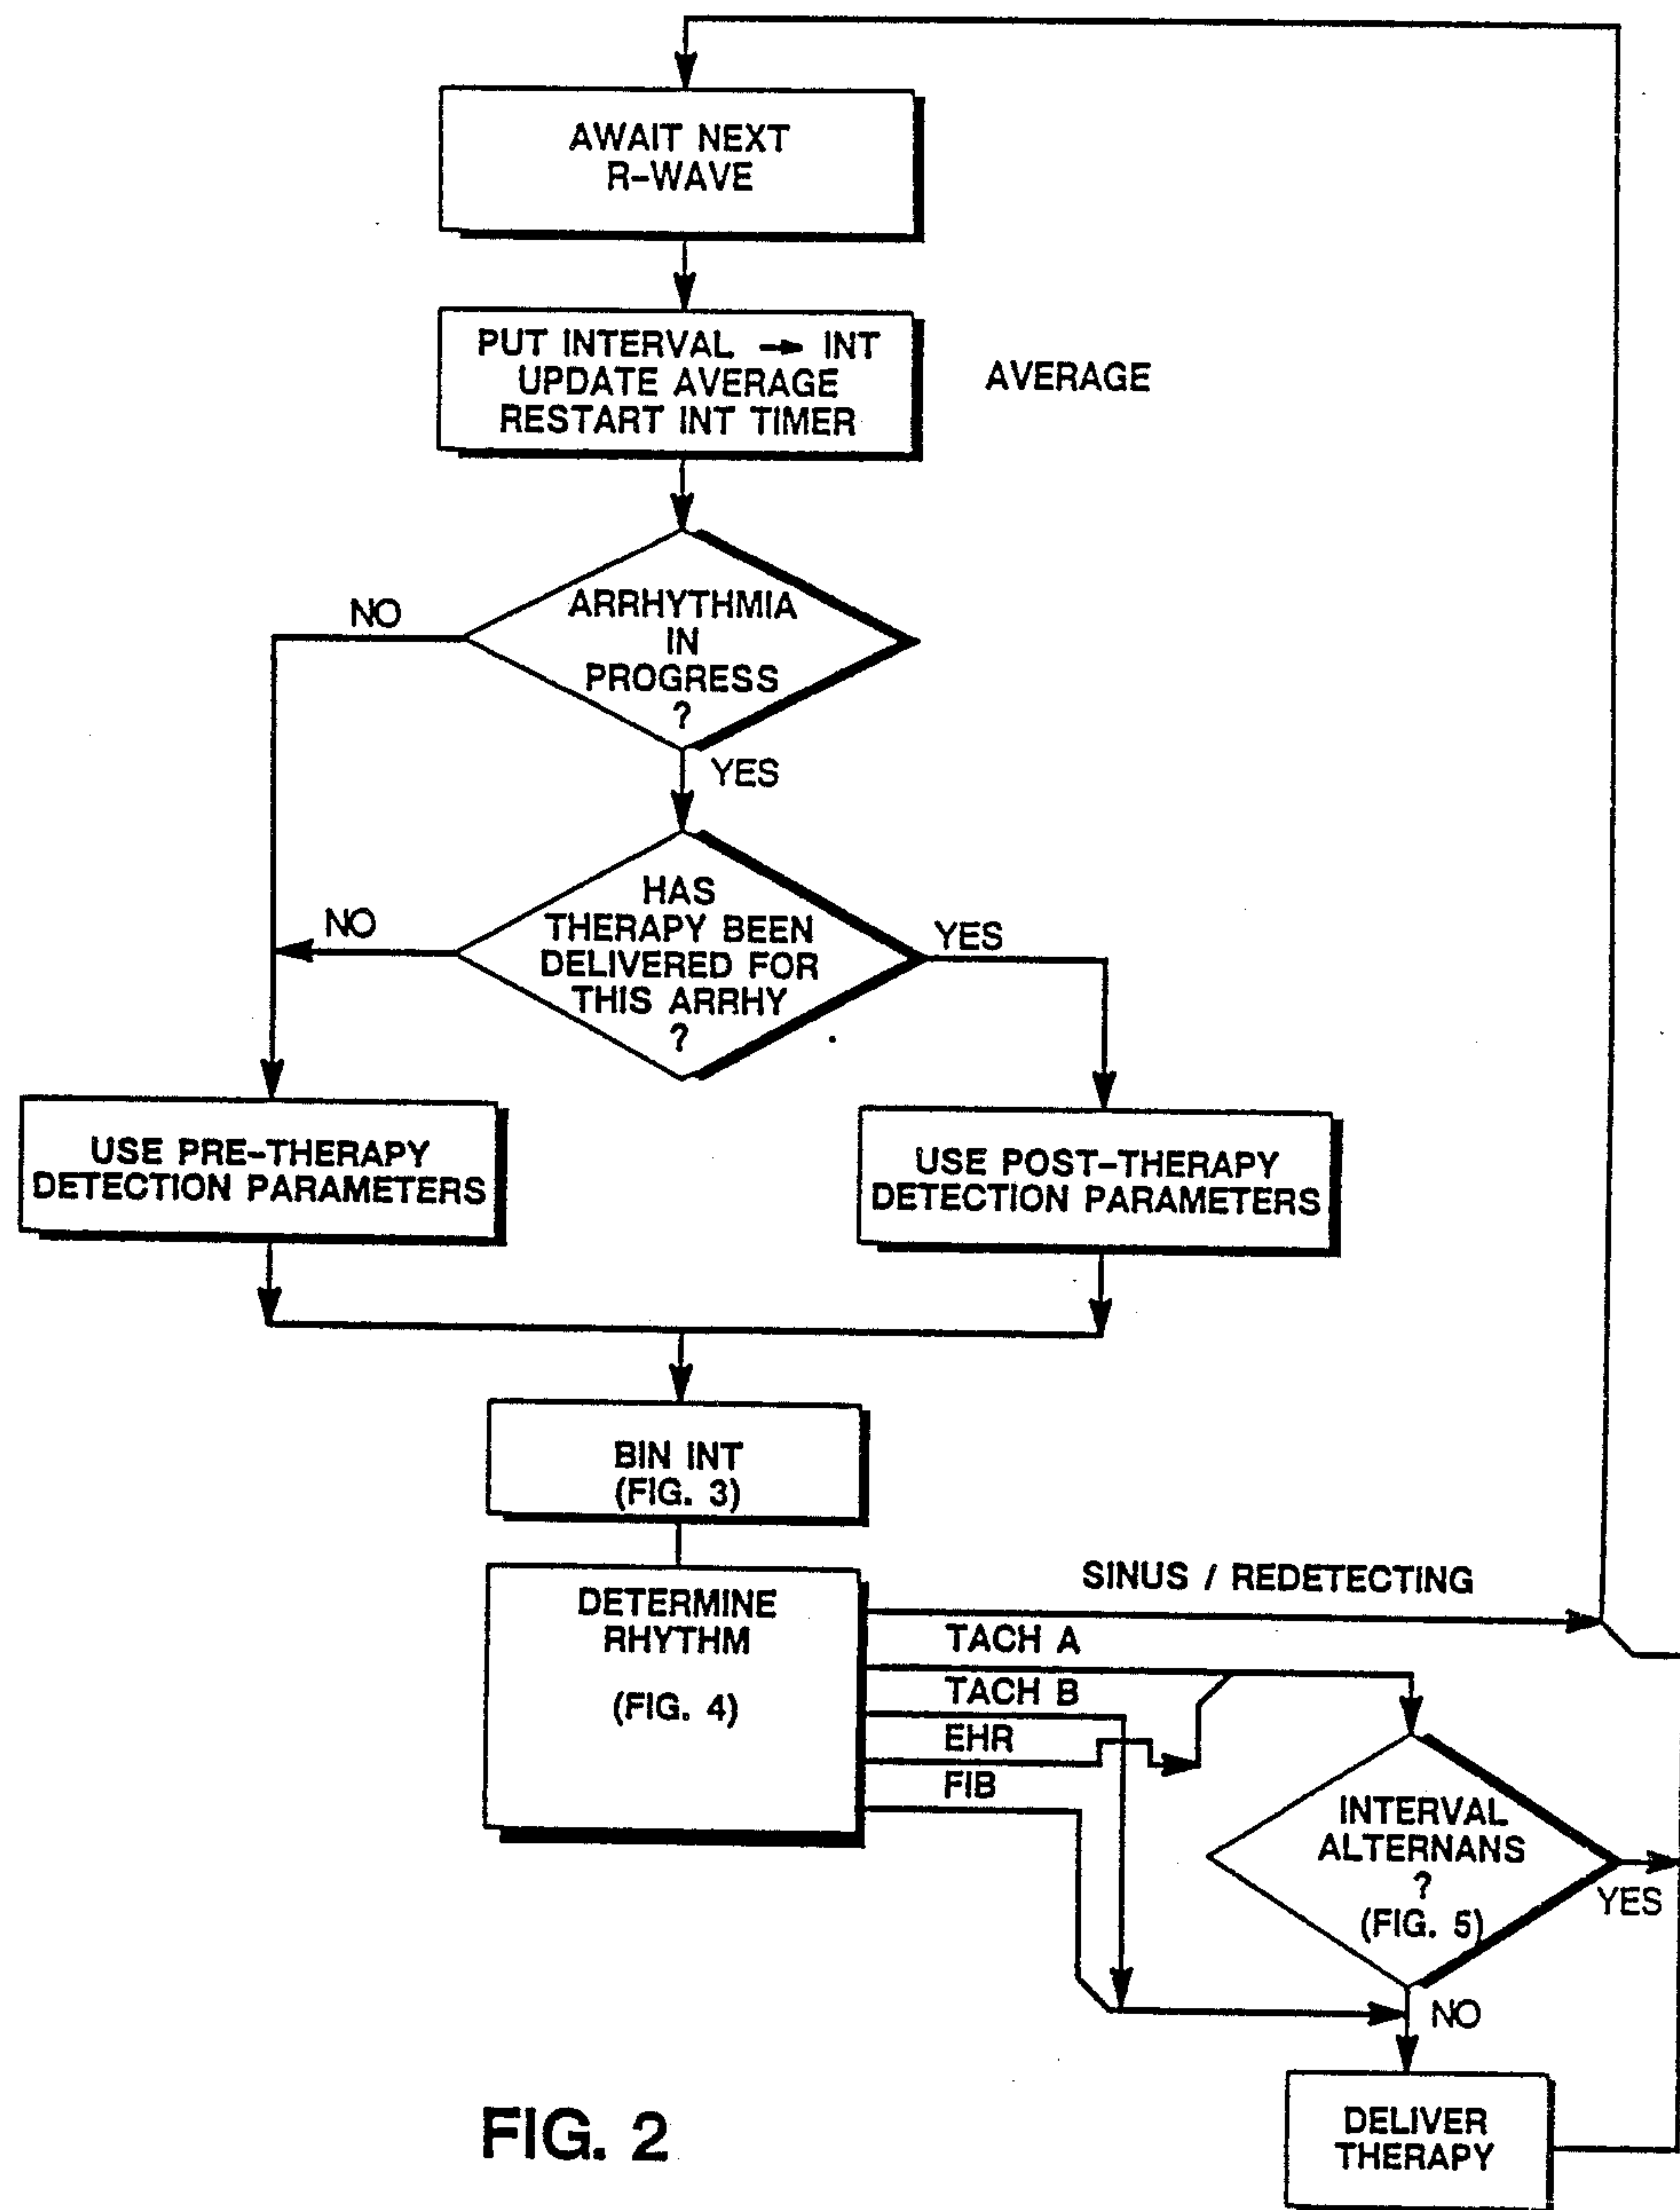 AWAIT NEXT
R-WAVE
PUT INTERVAL → INT
UPDATE AVERAGE
RESTART INT TIMER
AVERAGE
ARRHYTHMIA
IN
PROGRESS
?
NO
YES
HAS
THERAPY BEEN
DELIVERED FOR
THIS ARRHY
?
NO
YES
USE PRE-THERAPY
DETECTION PARAMETERS
USE POST-THERAPY
DETECTION PARAMETERS
BIN INT
(FIG. 3)
DETERMINE
RHYTHM
(FIG. 4)
SINUS / REDETECTING
TACH A
TACH B
EHR
FIB
INTERVAL
ALTERNANS
?
(FIG. 5)
YES
NO
DELIVER
THERAPY
FIG. 2